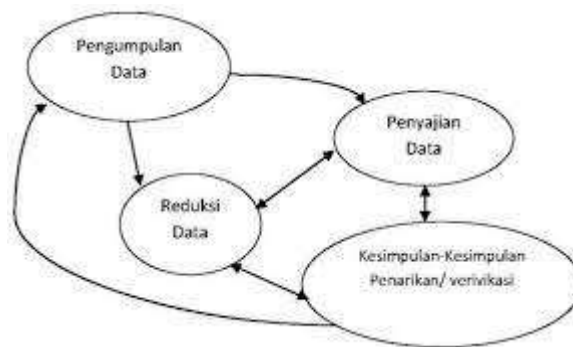 Pengumpulan
Data
Penyajian
Data
Reduksi
Data
Kesimpulan-Kesimpulan
Penarikan/ verivikasi